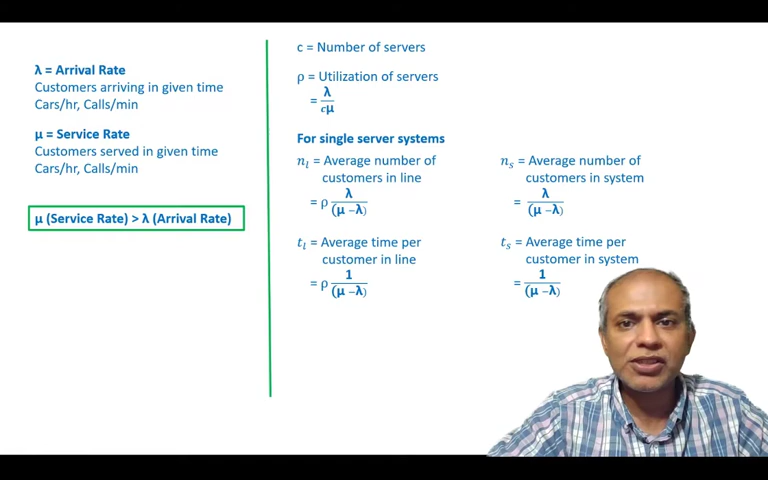 λ = Arrival Rate
Customers arriving in given time
Cars/hr, Calls/min
μ = Service Rate
Customers served in given time
Cars/hr, Calls/min
μ (Service Rate) > λ (Arrival Rate)
c = Number of servers
ρ = Utilization of servers
= λ/cμ
For single server systems
nₗ = Average number of
customers in line
= ρ λ/(μ −λ)
tₗ = Average time per
customer in line
= ρ 1/(μ −λ)
nₛ = Average number of
customers in system
= λ/(μ −λ)
tₛ = Average time per
customer in system
= 1/(μ −λ)